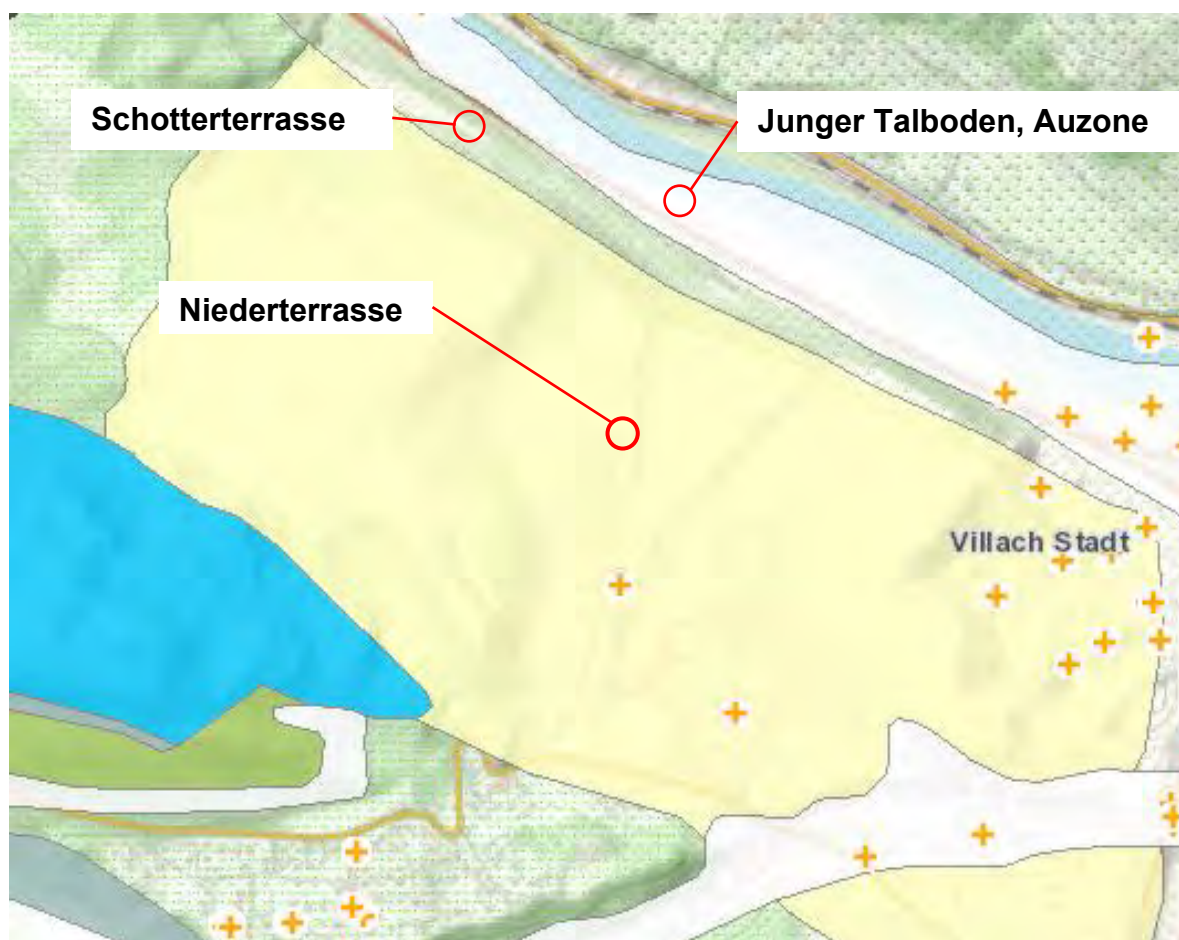 Schotterterrasse
Junger Talboden, Auzone
Niederterrasse
Villach Stadt